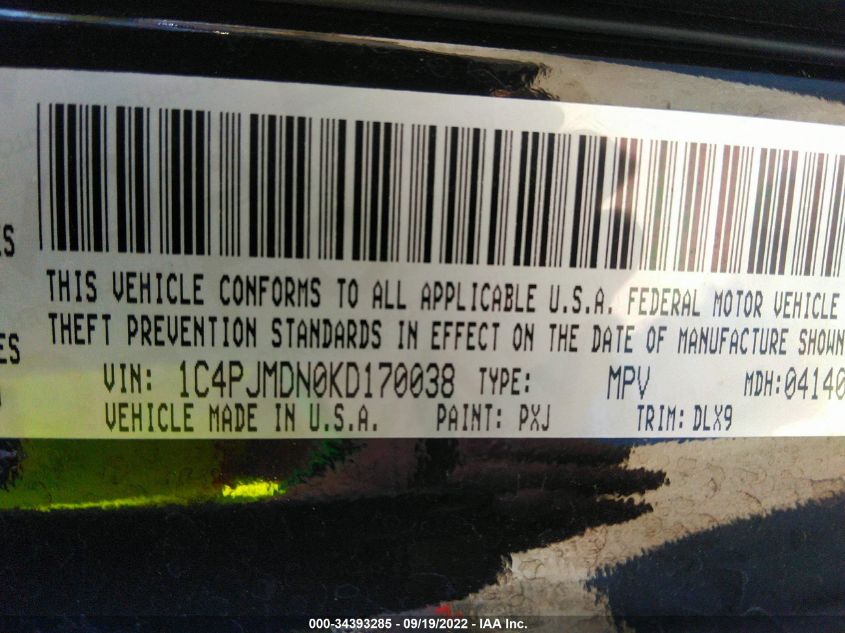 THIS VEHICLE CONFORMS TO ALL APPLICABLE U.S.A. FEDERAL MOTOR VEHICLE
THEFT PREVENTION STANDARDS IN EFFECT ON THE DATE OF MANUFACTURE SHOWN
VIN: 1C4PJMDN0KD170038 TYPE: MPV MDH:04140
VEHICLE MADE IN U.S.A. PAINT: PXJ TRIM: DLX9
000-34393285 - 09/19/2022 - IAA Inc.